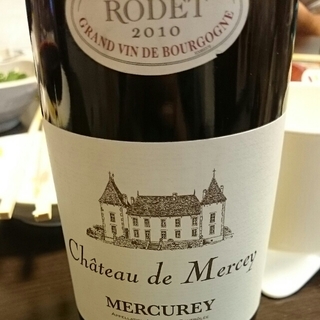 RODET
2010
GRAND VIN DE BOURGOGNE
Château de Mercey
MERCUREY